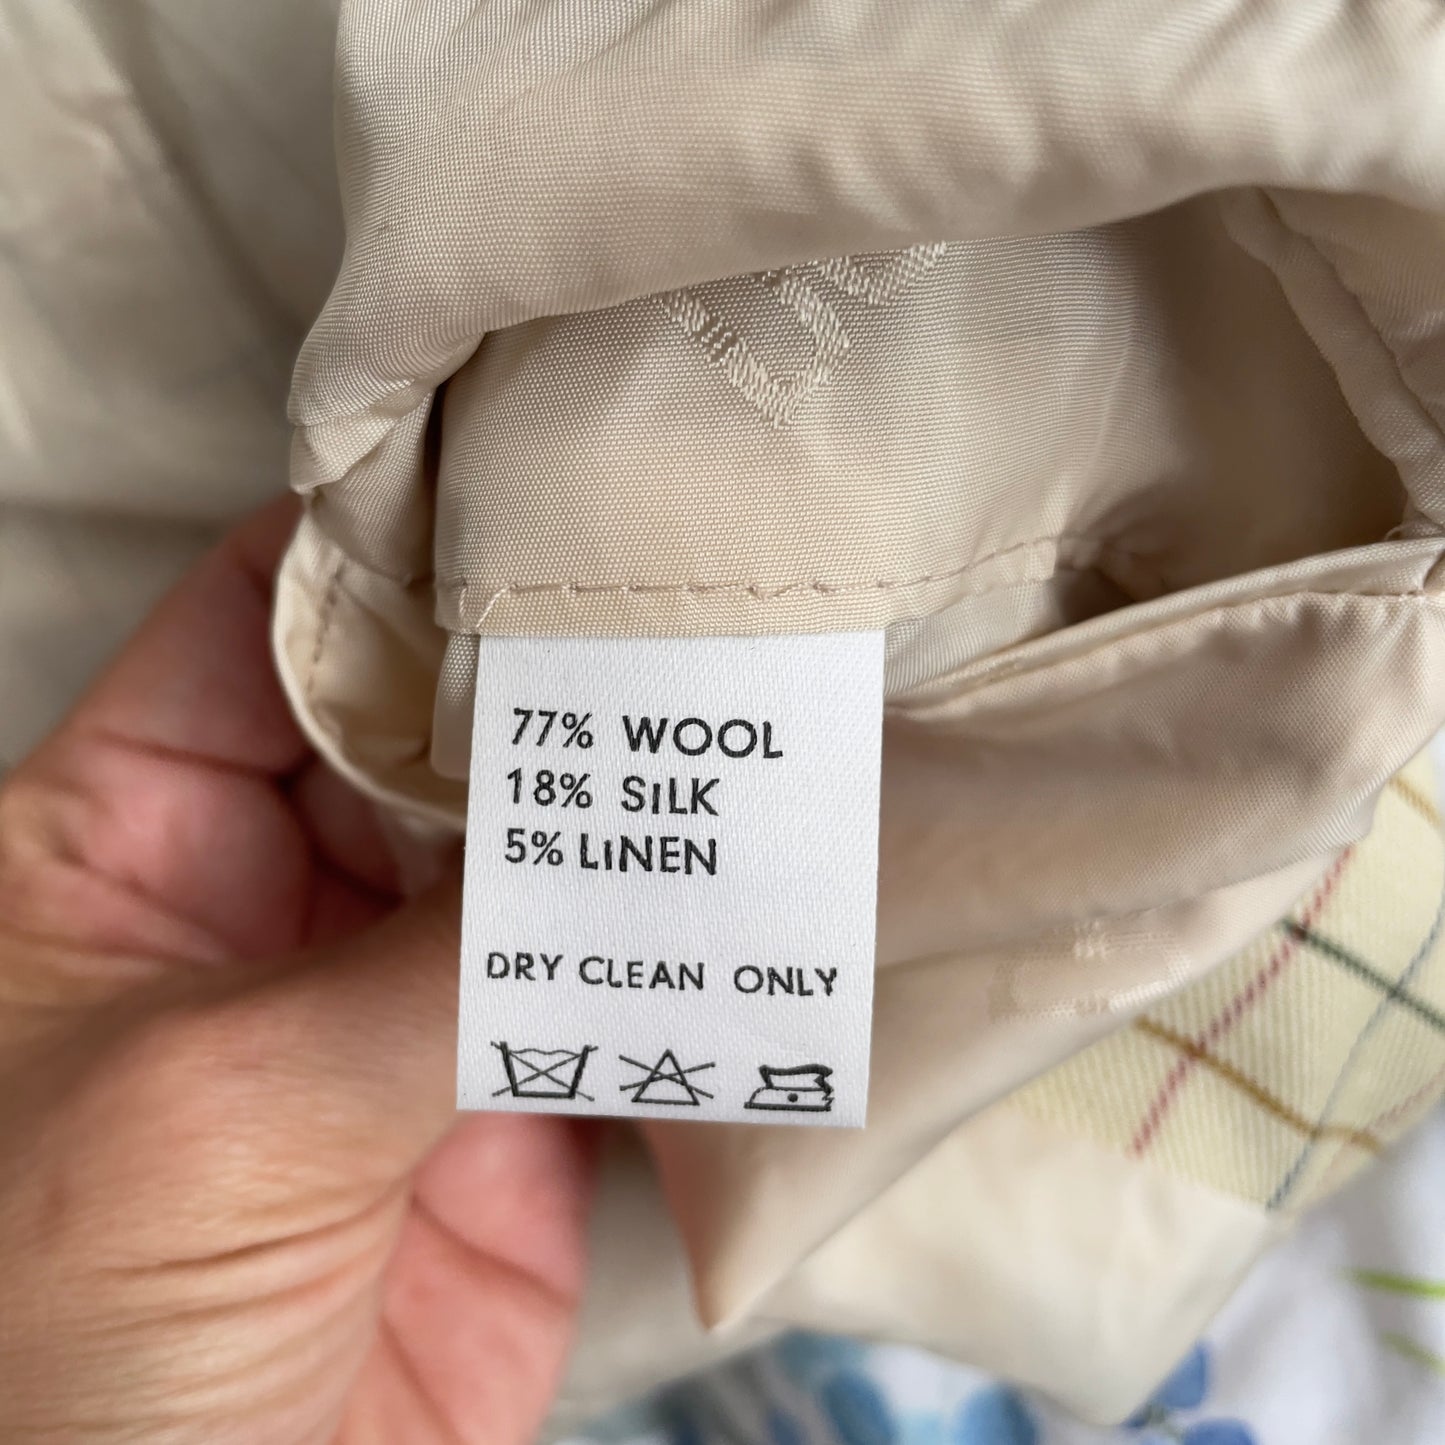 77% WOOL
18% SiLK
5% LiNEN
DRY CLEAN ONLY